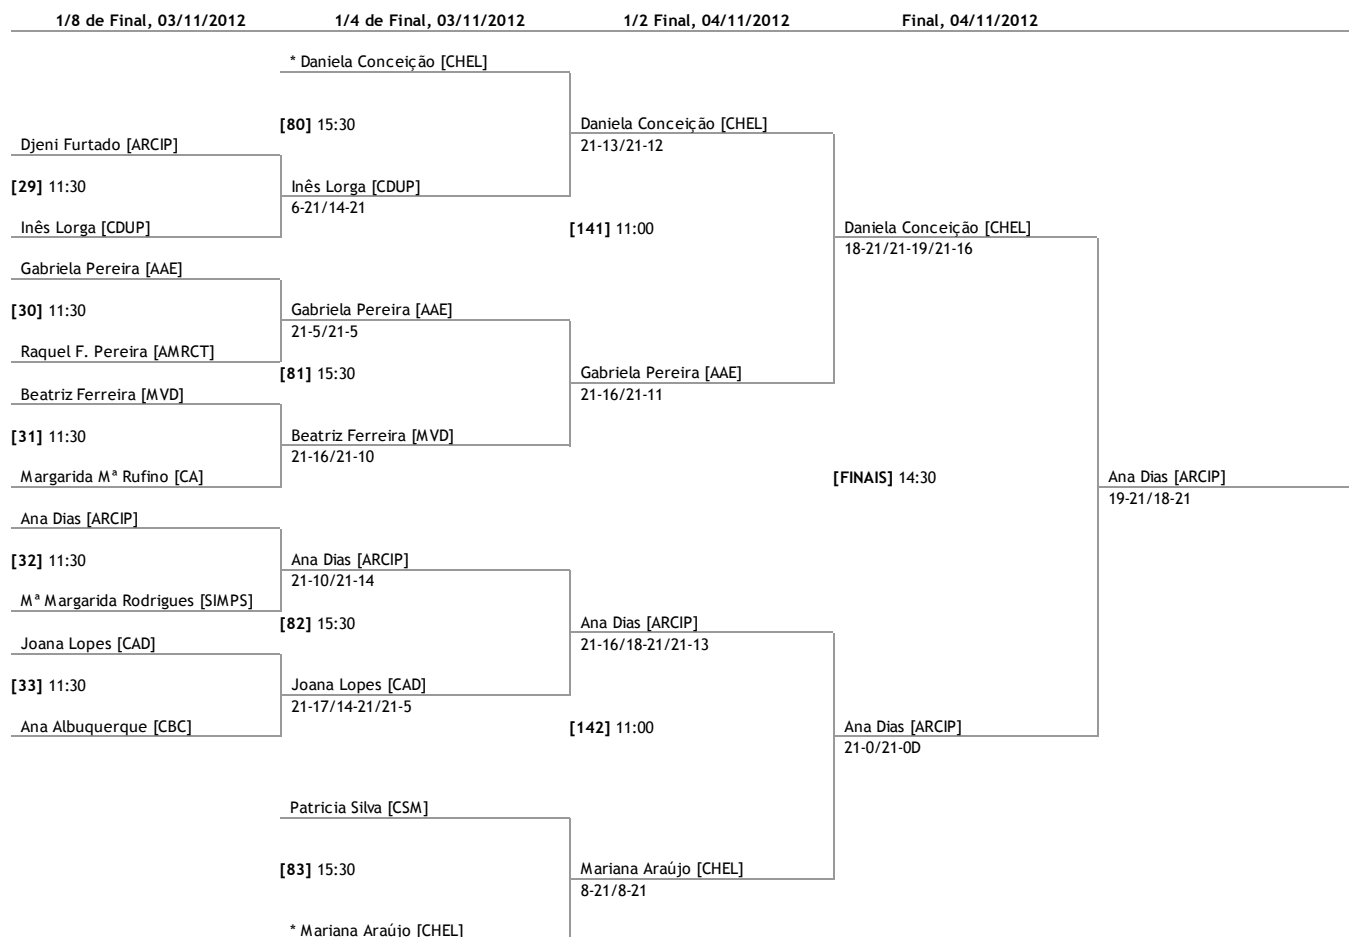 1/8 de Final, 03/11/2012 1/4 de Final, 03/11/2012 1/2 Final, 04/11/2012 Final, 04/11/2012
* Daniela Conceição [CHEL]
[80] 15:30 Daniela Conceição [CHEL]
Djeni Furtado [ARCIP] 21-13/21-12
[29] 11:30 Inês Lorga [CDUP]
6-21/14-21
Inês Lorga [CDUP] [141] 11:00 Daniela Conceição [CHEL]
18-21/21-19/21-16
Gabriela Pereira [AAE]
[30] 11:30 Gabriela Pereira [AAE]
21-5/21-5
Raquel F. Pereira [AMRCT]
[81] 15:30 Gabriela Pereira [AAE]
Beatriz Ferreira [MVD] 21-16/21-11
[31] 11:30 Beatriz Ferreira [MVD]
21-16/21-10
Margarida Mª Rufino [CA] [FINAIS] 14:30 Ana Dias [ARCIP]
19-21/18-21
Ana Dias [ARCIP]
[32] 11:30 Ana Dias [ARCIP]
21-10/21-14
Mª Margarida Rodrigues [SIMPS]
[82] 15:30 Ana Dias [ARCIP]
Joana Lopes [CAD] 21-16/18-21/21-13
[33] 11:30 Joana Lopes [CAD]
21-17/14-21/21-5
Ana Albuquerque [CBC] [142] 11:00 Ana Dias [ARCIP]
21-0/21-0D
Patricia Silva [CSM]
[83] 15:30 Mariana Araújo [CHEL]
8-21/8-21
* Mariana Araújo [CHEL]